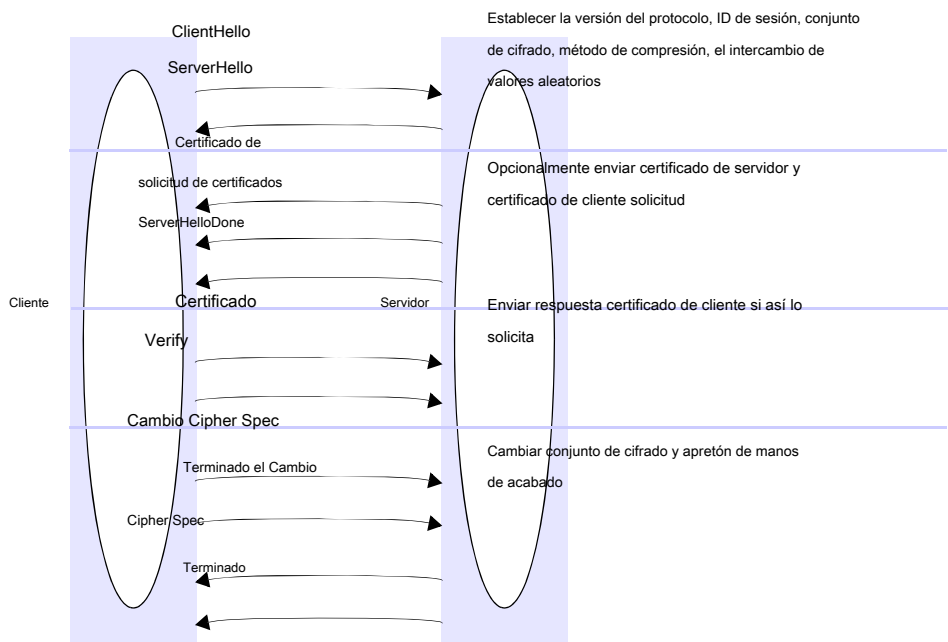 ClientHello
ServerHello
Establecer la versión del protocolo, ID de sesión, conjunto
de cifrado, método de compresión, el intercambio de
valores aleatorios
Certificado de
solicitud de certificados
ServerHelloDone
Opcionalmente enviar certificado de servidor y
certificado de cliente solicitud
Cliente
Certificado
Servidor
Verify
Enviar respuesta certificado de cliente si así lo
solicita
Cambio Cipher Spec
Terminado el Cambio
Cipher Spec
Terminado
Cambiar conjunto de cifrado y apretón de manos
de acabado